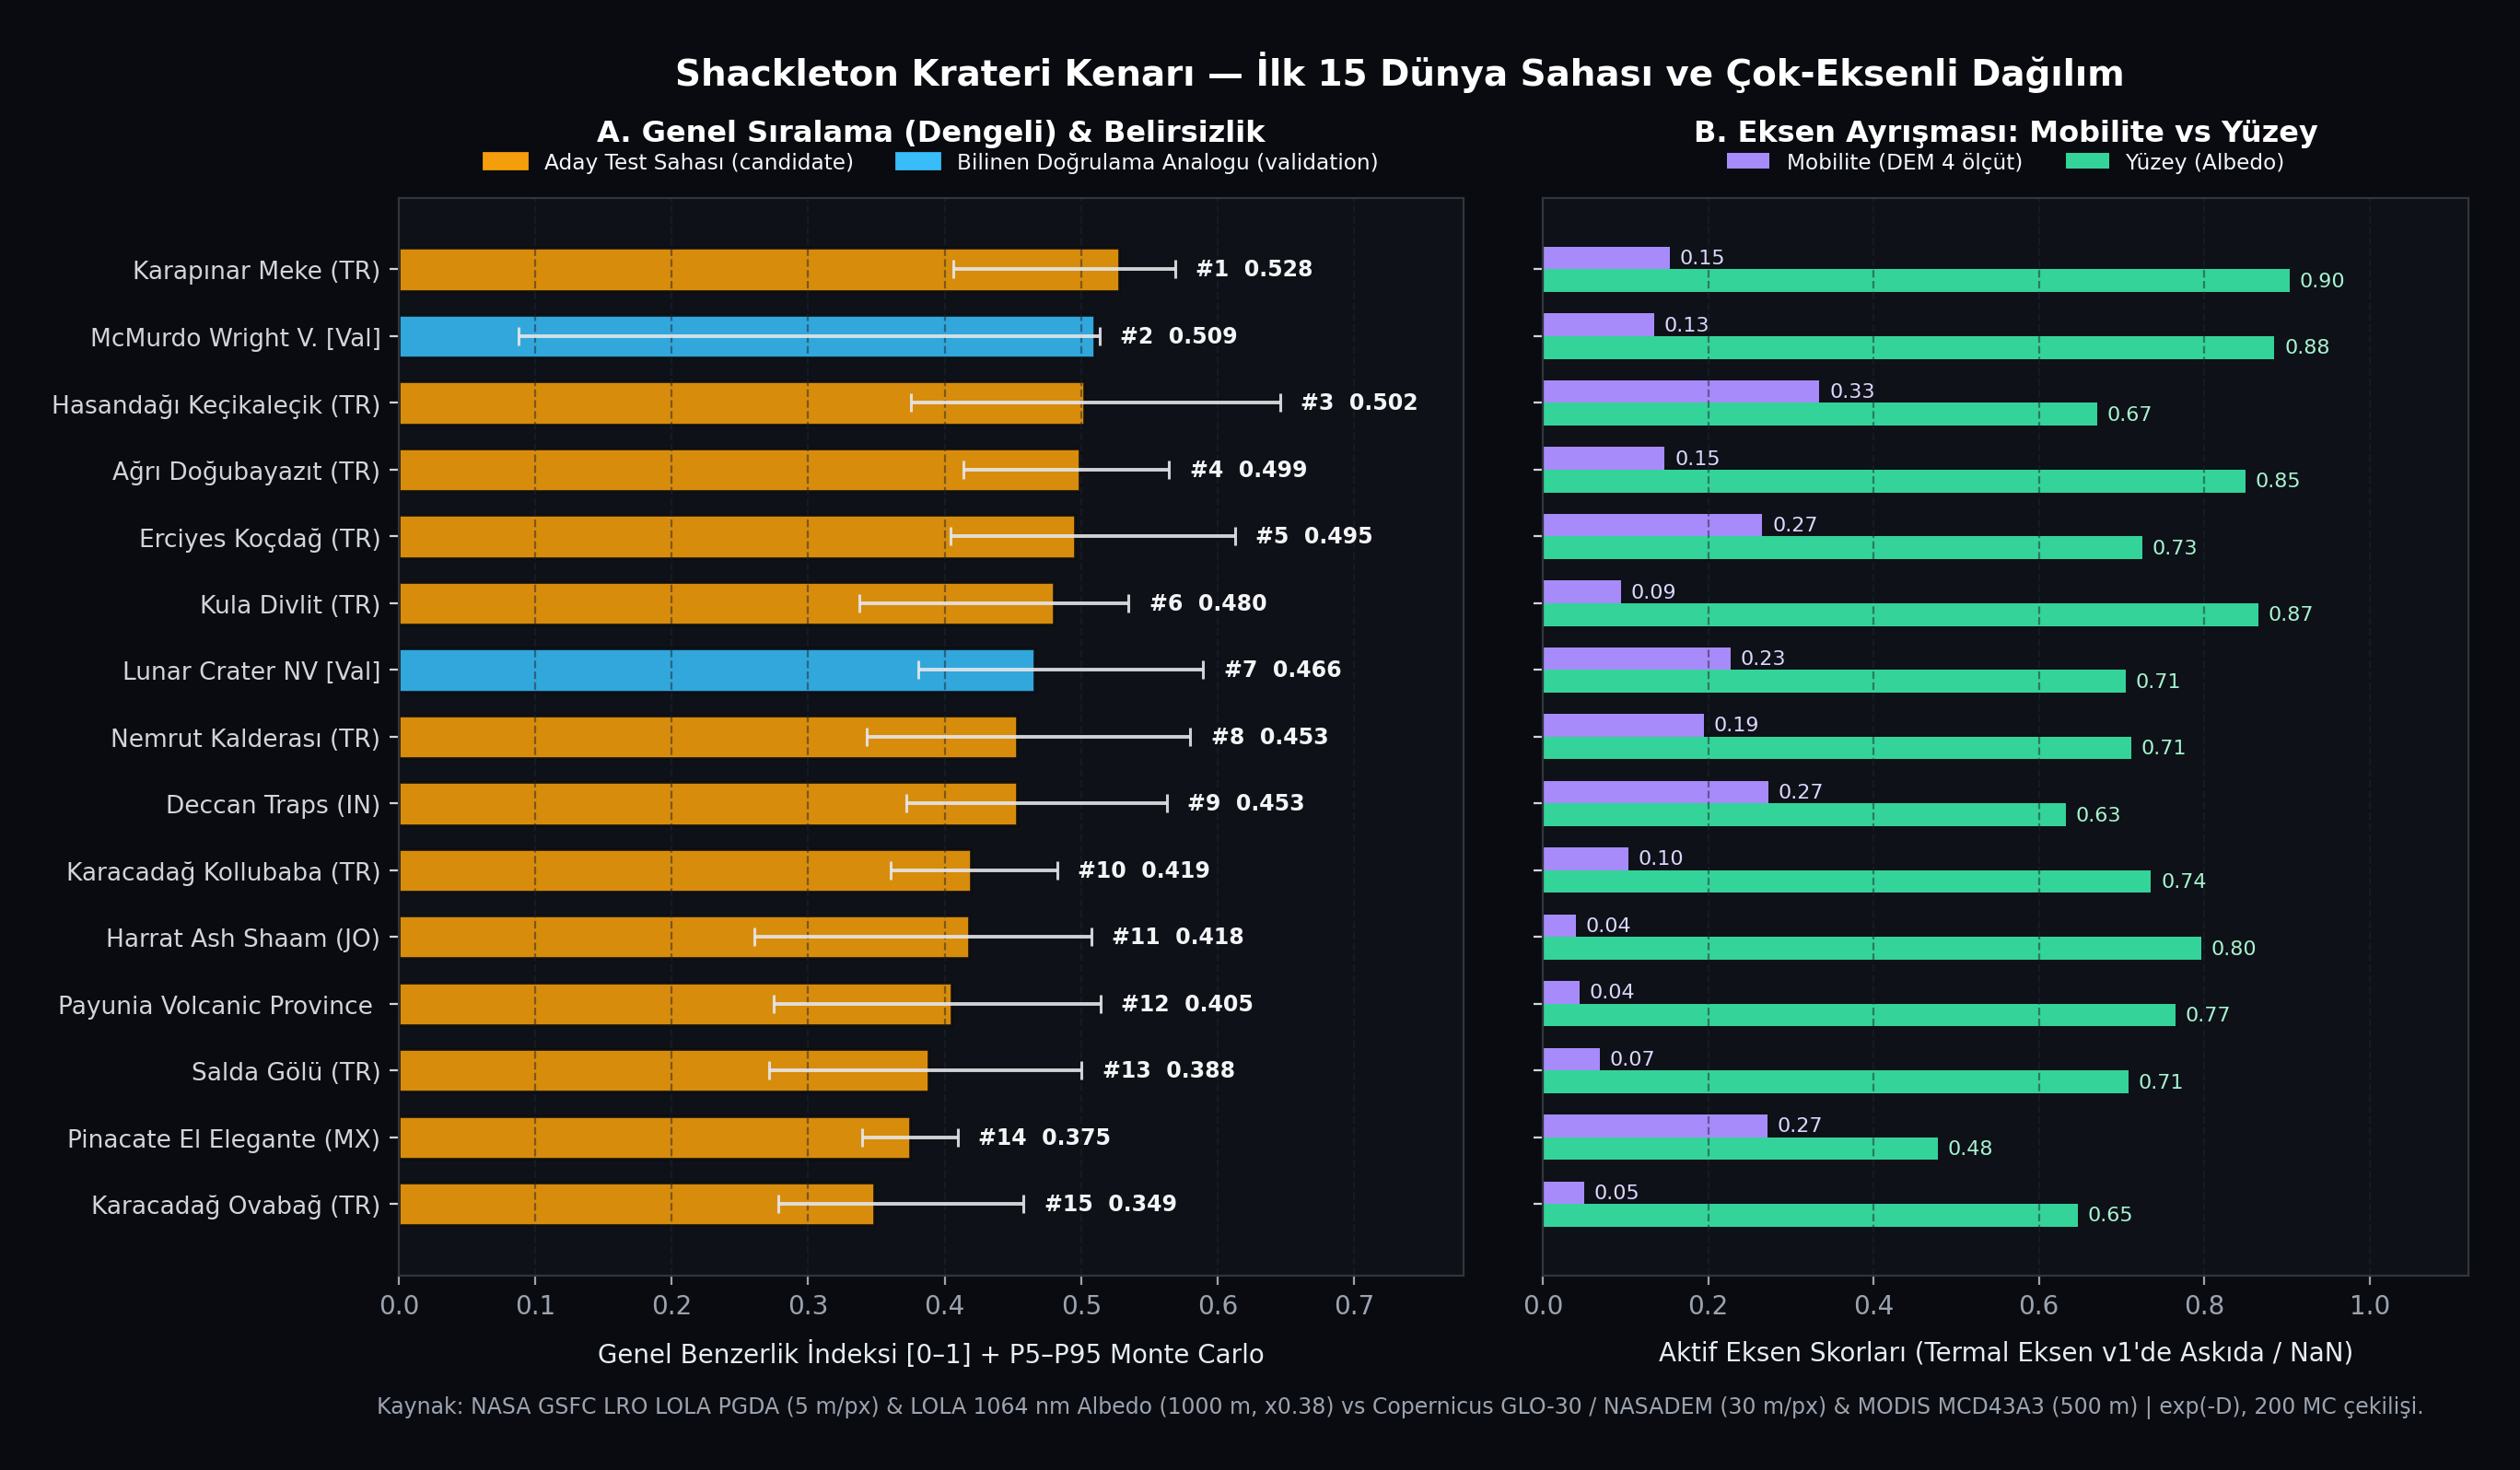 Shackleton Krateri Kenarı — İlk 15 Dünya Sahası ve Çok-Eksenli Dağılım
A. Genel Sıralama (Dengeli) & Belirsizlik
Aday Test Sahası (candidate)
Bilinen Doğrulama Analogu (validation)
Karapınar Meke (TR)
#1 0.528
McMurdo Wright V. [Val]
#2 0.509
Hasandağı Keçikaleçik (TR)
#3 0.502
Ağrı Doğubayazıt (TR)
#4 0.499
Erciyes Koçdağ (TR)
#5 0.495
Kula Divlit (TR)
#6 0.480
Lunar Crater NV [Val]
#7 0.466
Nemrut Kalderası (TR)
#8 0.453
Deccan Traps (IN)
#9 0.453
Karacadağ Kollubaba (TR)
#10 0.419
Harrat Ash Shaam (JO)
#11 0.418
Payunia Volcanic Province
#12 0.405
Salda Gölü (TR)
#13 0.388
Pinacate El Elegante (MX)
#14 0.375
Karacadağ Ovabağ (TR)
#15 0.349
0.0 0.1 0.2 0.3 0.4 0.5 0.6 0.7
Genel Benzerlik İndeksi [0–1] + P5–P95 Monte Carlo
B. Eksen Ayrışması: Mobilite vs Yüzey
Mobilite (DEM 4 ölçüt)
Yüzey (Albedo)
0.15
0.90
0.13
0.88
0.33
0.67
0.15
0.85
0.27
0.73
0.09
0.87
0.23
0.71
0.19
0.71
0.27
0.63
0.10
0.74
0.04
0.80
0.04
0.77
0.07
0.71
0.27
0.48
0.05
0.65
0.0 0.2 0.4 0.6 0.8 1.0
Aktif Eksen Skorları (Termal Eksen v1'de Askıda / NaN)
Kaynak: NASA GSFC LRO LOLA PGDA (5 m/px) & LOLA 1064 nm Albedo (1000 m, x0.38) vs Copernicus GLO-30 / NASADEM (30 m/px) & MODIS MCD43A3 (500 m) | exp(-D), 200 MC çekilişi.